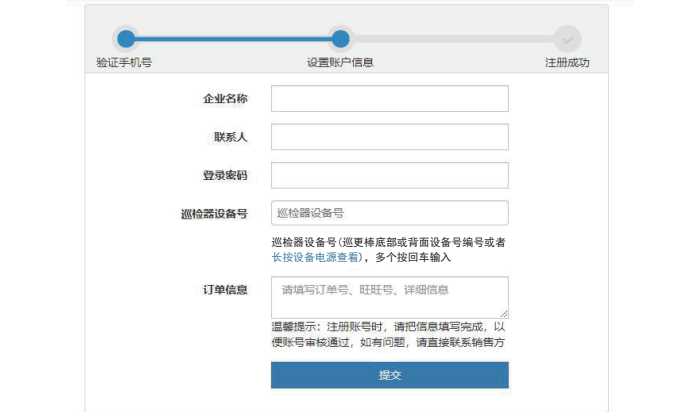 验证手机号
设置账户信息
注册成功
企业名称
联系人
登录密码
巡检器设备号
巡检器设备号
巡检器设备号(巡更棒底部或背面设备号编号或者
长按设备电源查看)，多个按回车输入
订单信息
请填写订单号、旺旺号、详细信息
温馨提示：注册账号时，请把信息填写完成，以
便账号审核通过，如有问题，请直接联系销售方
提交